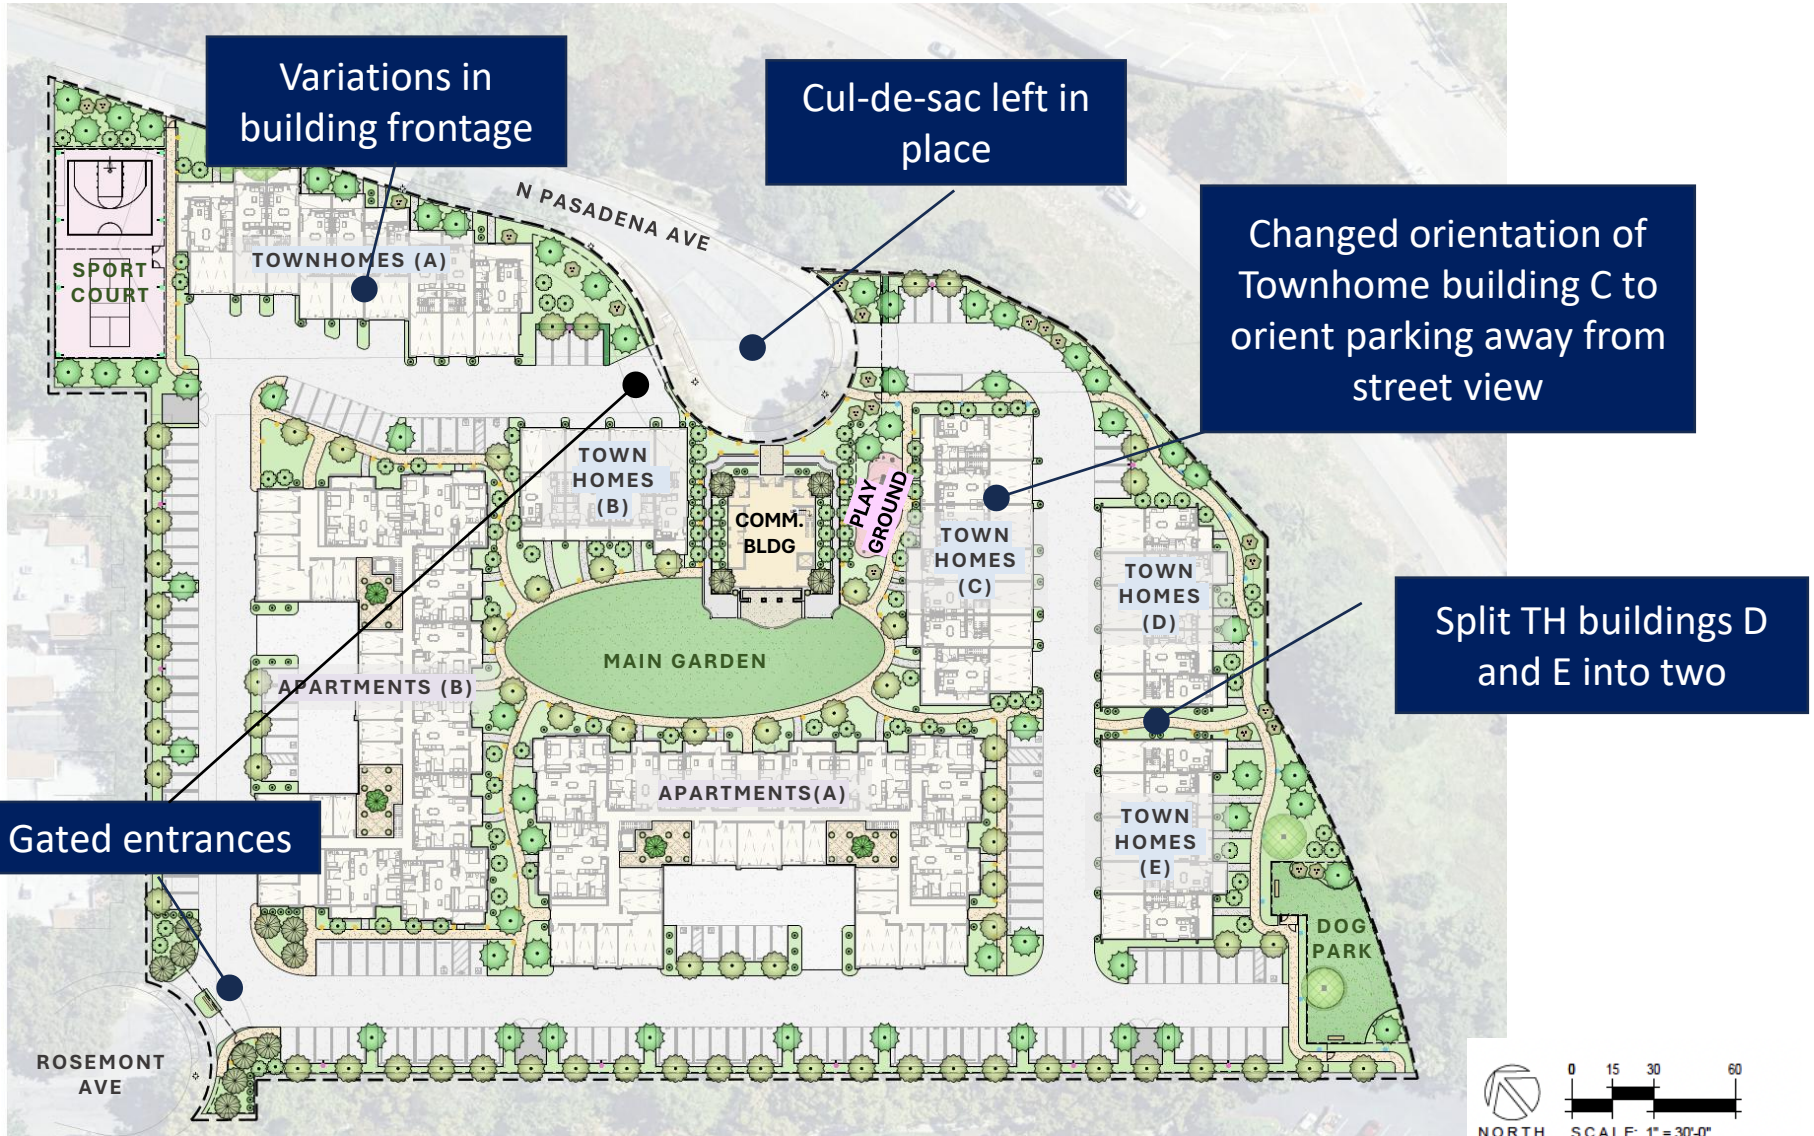 Variations in
building frontage
Cul-de-sac left in
place
N PASADENA AVE
Changed orientation of
Townhome building C to
orient parking away from
street view
SPORT
COURT
TOWNHOMES (A)
TOWN
HOMES
(B)
COMM.
BLDG
PLAY
GROUND
TOWN
HOMES
(C)
TOWN
HOMES
(D)
Split TH buildings D
and E into two
MAIN GARDEN
APARTMENTS (B)
APARTMENTS(A)
TOWN
HOMES
(E)
Gated entrances
DOG
PARK
ROSEMONT
AVE
0 15 30 60
NORTH SCALE: 1" = 30'-0"